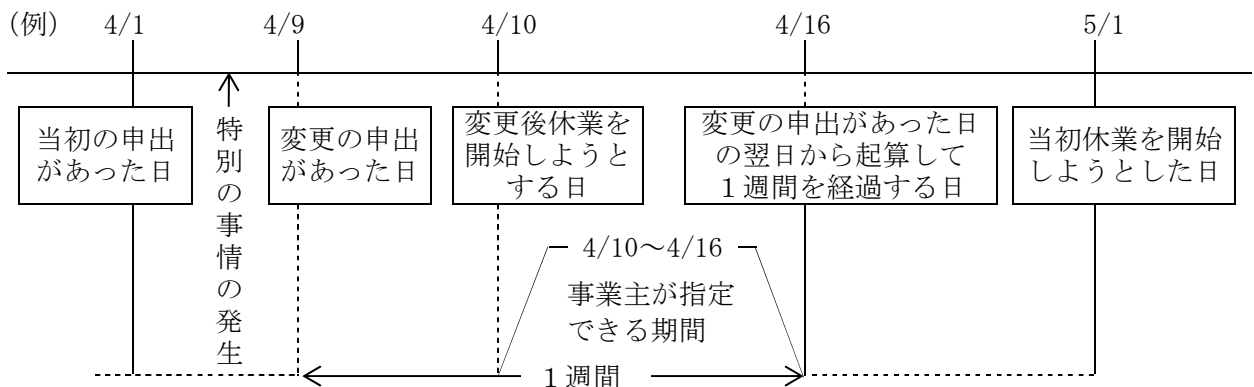 (例) 4/1 4/9 4/10 4/16 5/1
当初の申出
があった日
特別の事情の発生
変更の申出
があった日
変更後休業を
開始しようと
する日
変更の申出があった日
の翌日から起算して
１週間を経過する日
当初休業を開始
しようとした日
4/10～4/16
事業主が指定
できる期間
１週間